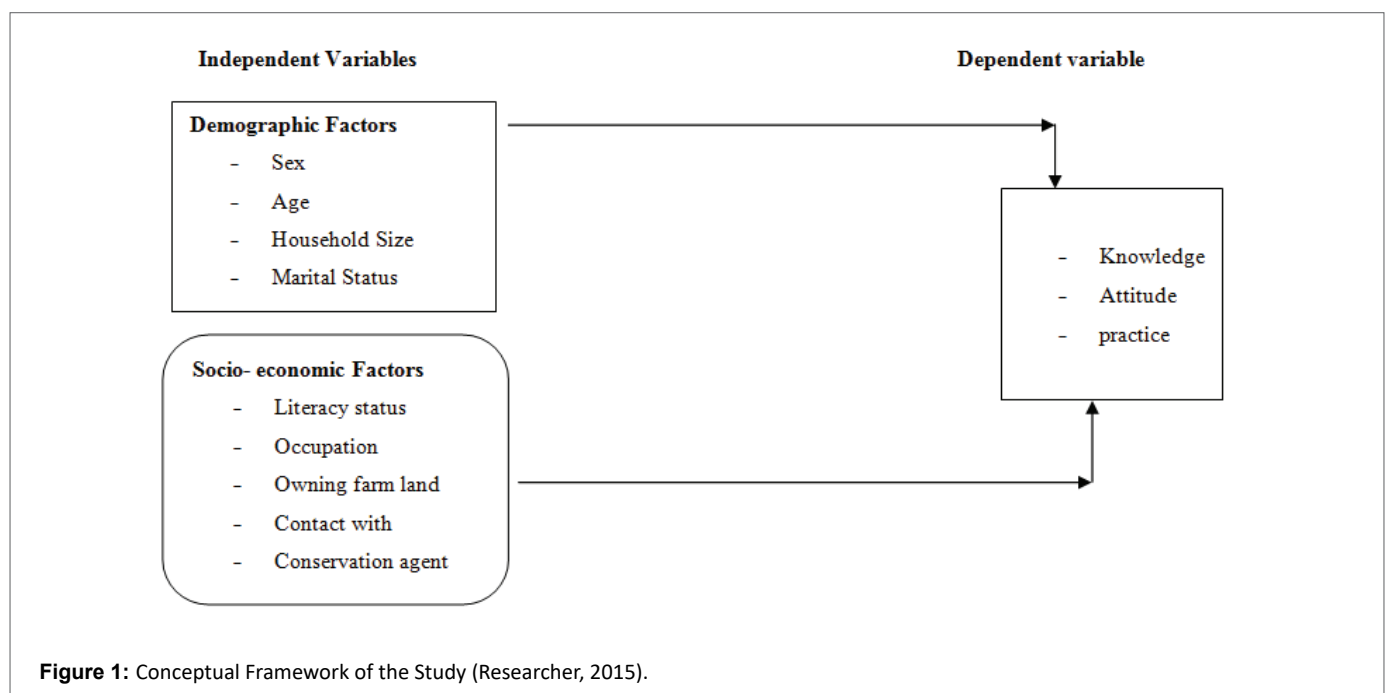 Independent Variables
Dependent variable
Demographic Factors
- Sex
- Age
- Household Size
- Marital Status
- Knowledge
- Attitude
- practice
Socio- economic Factors
- Literacy status
- Occupation
- Owning farm land
- Contact with
- Conservation agent
Figure 1: Conceptual Framework of the Study (Researcher, 2015).